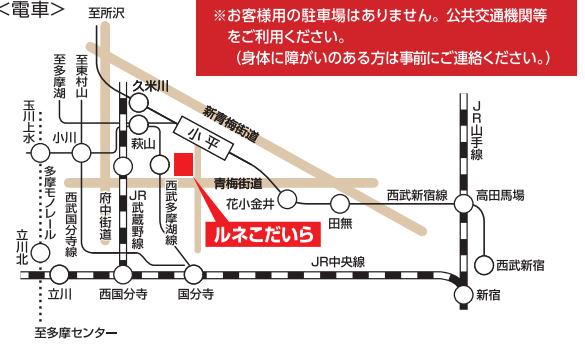 ＜電車＞
※お客様用の駐車場はありません。公共交通機関等
をご利用ください。
（身体に障がいのある方は事前にご連絡ください。）
至所沢
至多摩湖
至東村山
久米川
新青梅街道
JR山手線
玉川上水
小川
萩山
小平
青梅街道
西武新宿線
高田馬場
花小金井
田無
多摩モノレール
西武国分寺線
府中街道
JR武蔵野線
西武多摩湖線
ルネこだいら
立川北
JR中央線
西武新宿
立川
西国分寺
国分寺
新宿
至多摩センター